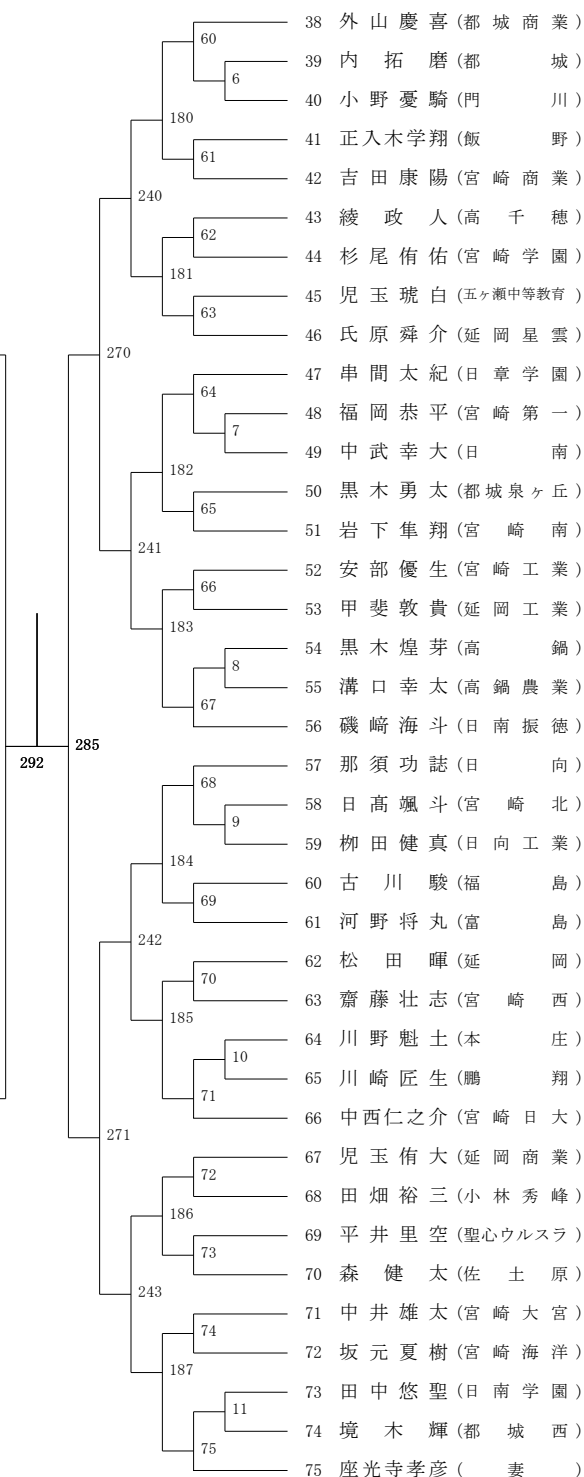 38 外山慶喜(都城商業)
60
39 内拓磨(都城)
6
40 小野憂騎(門川)
180
41 正入木学翔(飯野)
61
42 吉田康陽(宮崎商業)
240
43 綾政人(高千穂)
62
44 杉尾侑佑(宮崎学園)
181
45 児玉琥白(五ヶ瀬中等教育)
63
46 氏原舜介(延岡星雲)
270
47 串間太紀(日章学園)
64
48 福岡恭平(宮崎第一)
7
49 中武幸大(日南)
182
50 黒木勇太(都城泉ヶ丘)
65
51 岩下隼翔(宮崎南)
241
52 安部優生(宮崎工業)
66
53 甲斐敦貴(延岡工業)
183
54 黒木煌芽(高鍋)
8
55 溝口幸太(高鍋農業)
67
56 磯﨑海斗(日南振徳)
285
292
57 那須功誌(日向)
68
58 日髙颯斗(宮崎北)
9
59 栁田健真(日向工業)
184
60 古川駿(福島)
69
61 河野将丸(富島)
242
62 松田暉(延岡)
70
63 齋藤壮志(宮崎西)
185
64 川野魁土(本庄)
10
65 川崎匠生(鵬翔)
71
66 中西仁之介(宮崎日大)
271
67 児玉侑大(延岡商業)
72
68 田畑裕三(小林秀峰)
186
69 平井里空(聖心ウルスラ)
73
70 森健太(佐土原)
243
71 中井雄太(宮崎大宮)
74
72 坂元夏樹(宮崎海洋)
187
73 田中悠聖(日南学園)
11
74 境木輝(都城西)
75
75 座光寺孝彦(妻)